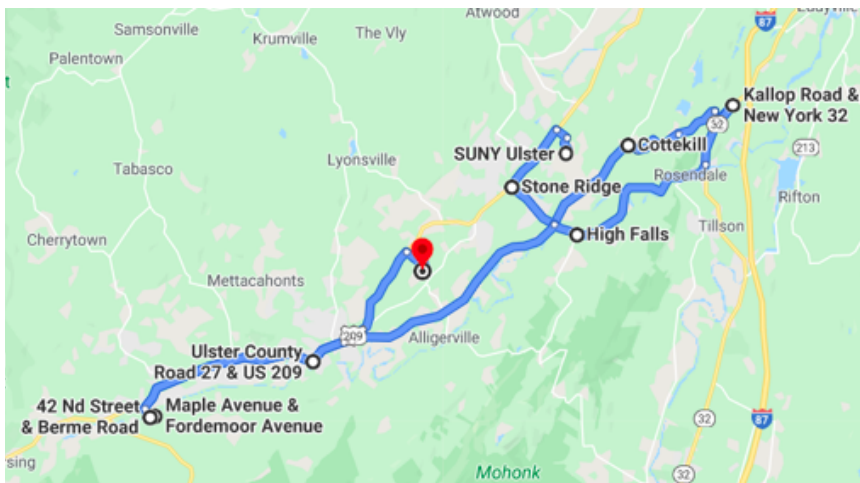 Atwood
Samsonville
Krumville
The Vly
87
Palentown
Kallop Road &
New York 32
32
Lyonsville
SUNY Ulster
Cottekill
213
Tabasco
Rosendale
Stone Ridge
Rifton
Tillson
Cherrytown
High Falls
Mettacahonts
209
Alligerville
Ulster County
Road 27 & US 209
42 Nd Street
& Berme Road
Maple Avenue &
Fordemoor Avenue
32
87
Mohonk
32